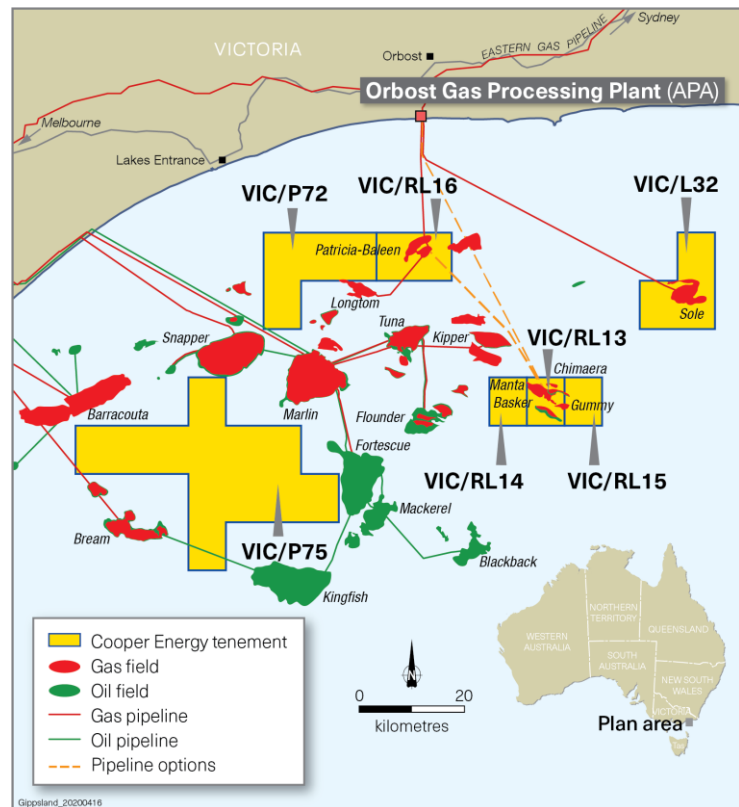 VICTORIA
Orbost
EASTERN GAS PIPELINE
Sydney
Orbost Gas Processing Plant (APA)
Melbourne
Lakes Entrance
VIC/P72
VIC/RL16
VIC/L32
Patricia-Baleen
Longtom
Sole
Snapper
Tuna
Kipper
VIC/RL13
Chimaera
Manta
Basker
Gummy
Barracouta
Marlin
Flounder
Fortescue
VIC/RL14
VIC/RL15
Mackerel
Bream
VIC/P75
Blackback
Kingfish
Cooper Energy tenement
Gas field
Oil field
Gas pipeline
Oil pipeline
Pipeline options
N
0 20
kilometres
WESTERN
AUSTRALIA
NORTHERN
TERRITORY
QUEENSLAND
SOUTH
AUSTRALIA
NEW SOUTH
WALES
VICTORIA
Plan area
Gippsland_20200416